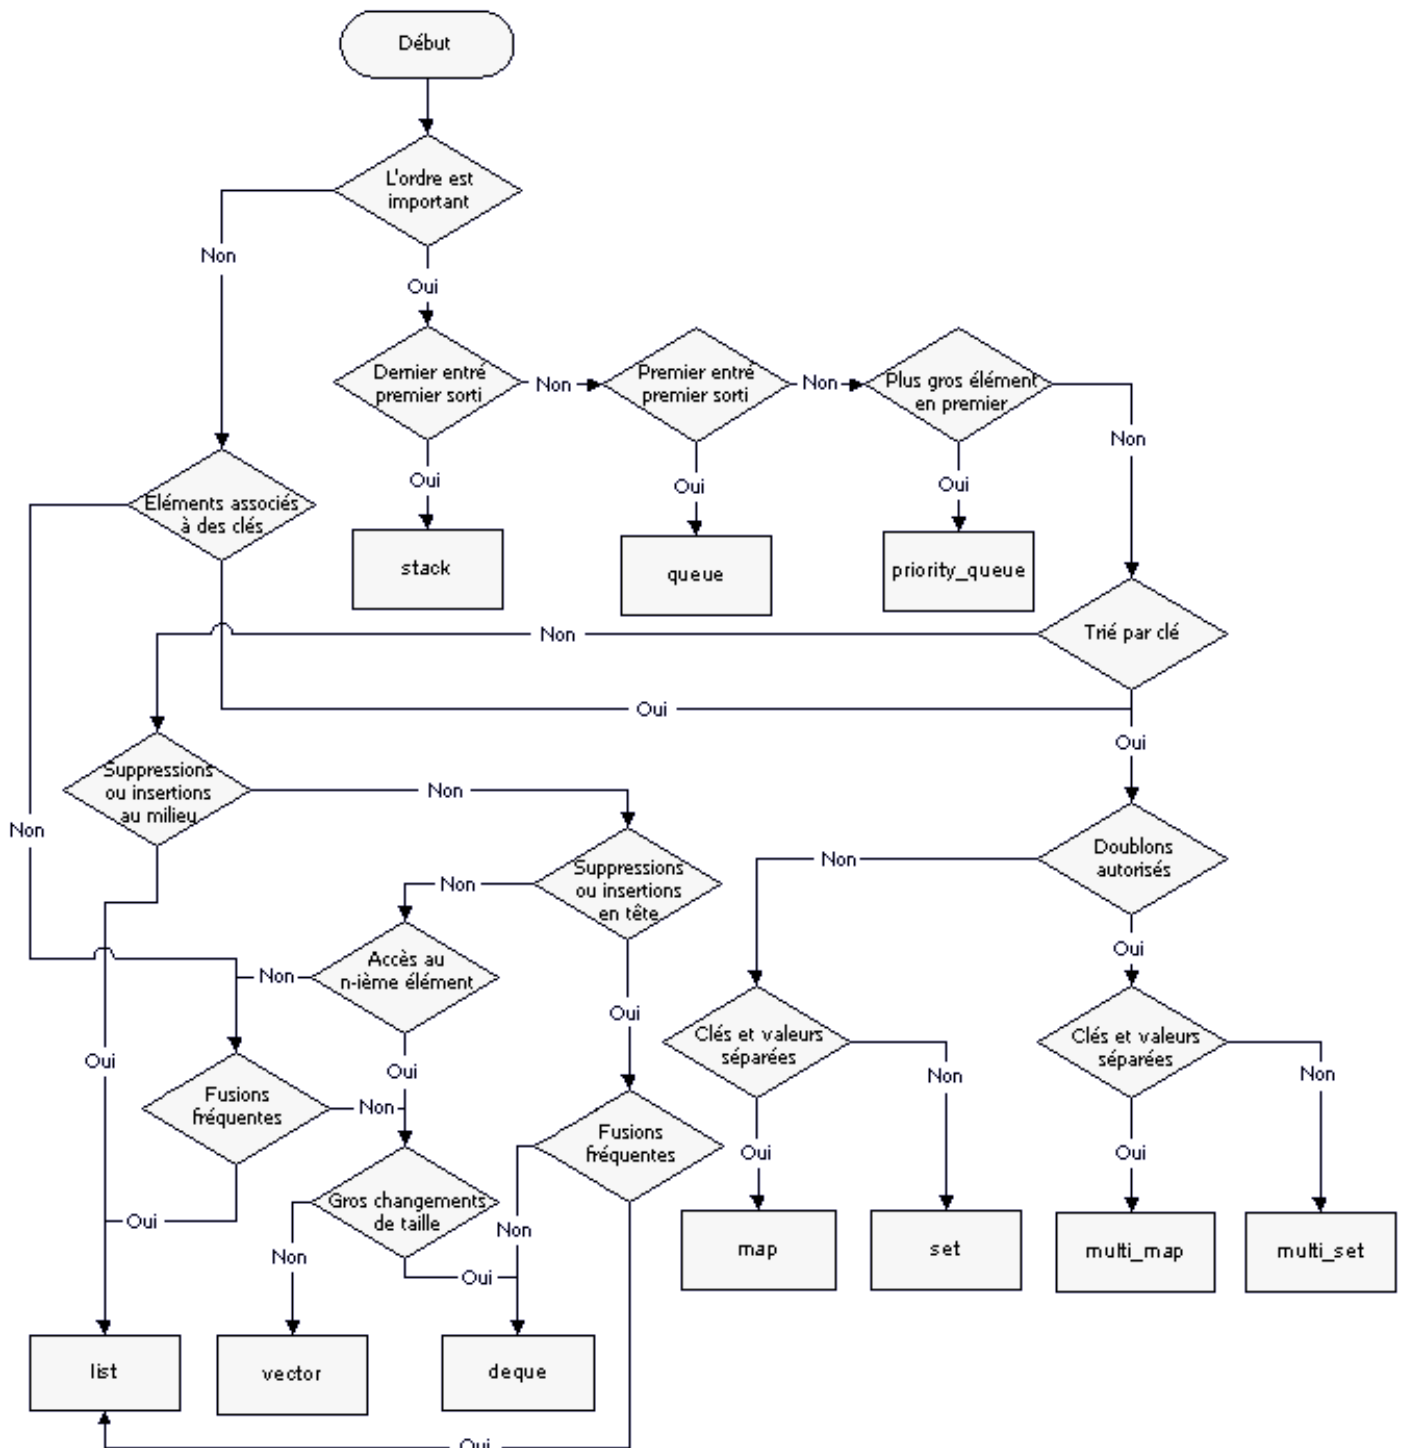 Début
L'ordre est
important
Non
Oui
Dernier entré
premier sorti
Non
Premier entré
premier sorti
Non
Plus gros élément
en premier
Non
Oui
Oui
Oui
Eléments associés
à des clés
stack
queue
priority_queue
Non
Trié par clé
Oui
Oui
Suppressions
ou insertions
au milieu
Non
Non
Suppressions
ou insertions
en tête
Non
Doublons
autorisés
Non
Oui
Accès au
n-ième élément
Non
Oui
Oui
Oui
Clés et valeurs
séparées
Non
Clés et valeurs
séparées
Non
Fusions
fréquentes
Non
Fusions
fréquentes
Oui
Oui
Gros changements
de taille
Oui
Non
Non
Oui
map
set
multi_map
multi_set
list
vector
deque
Oui